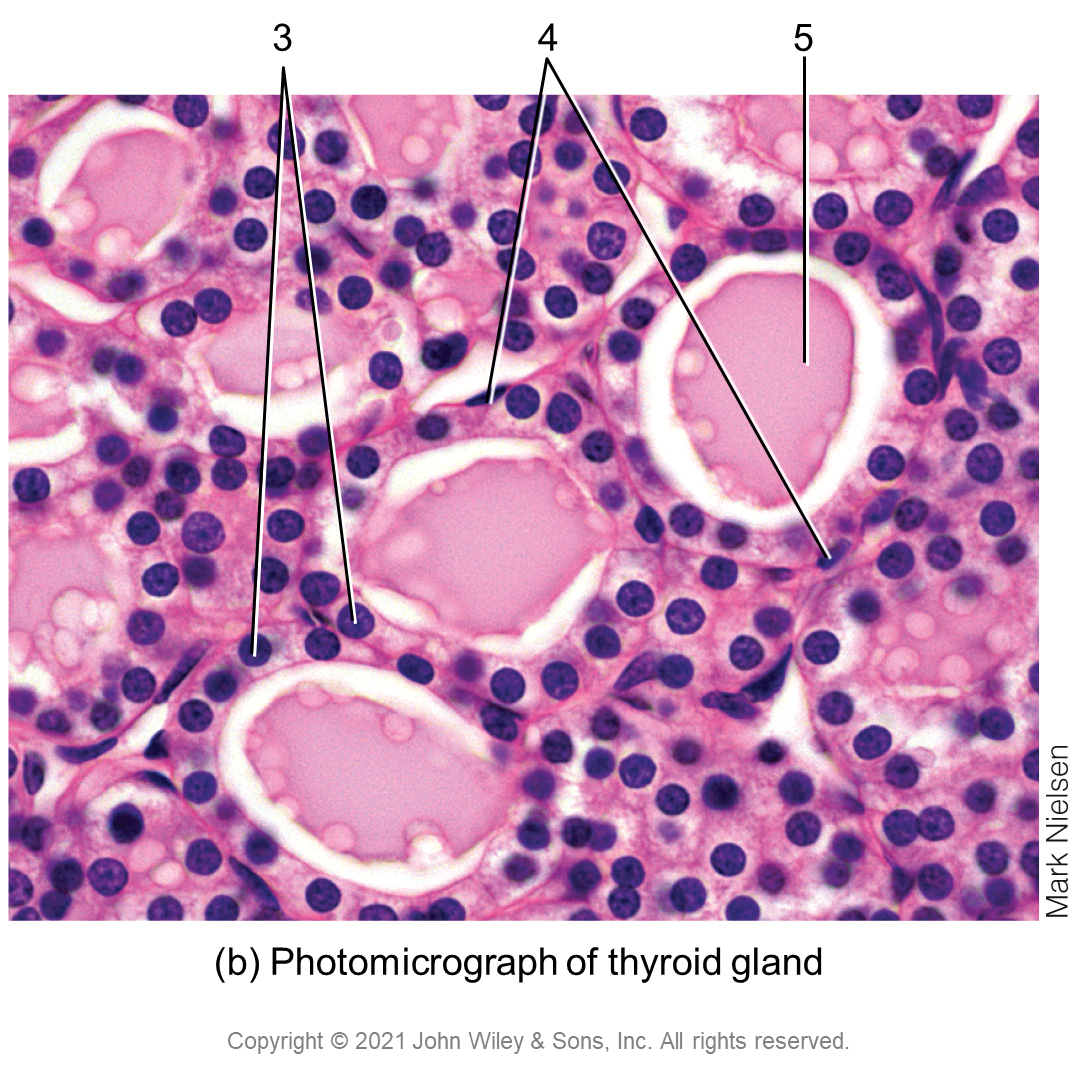 3 4 5
Mark Nielsen
(b) Photomicrograph of thyroid gland
Copyright © 2021 John Wiley & Sons, Inc. All rights reserved.